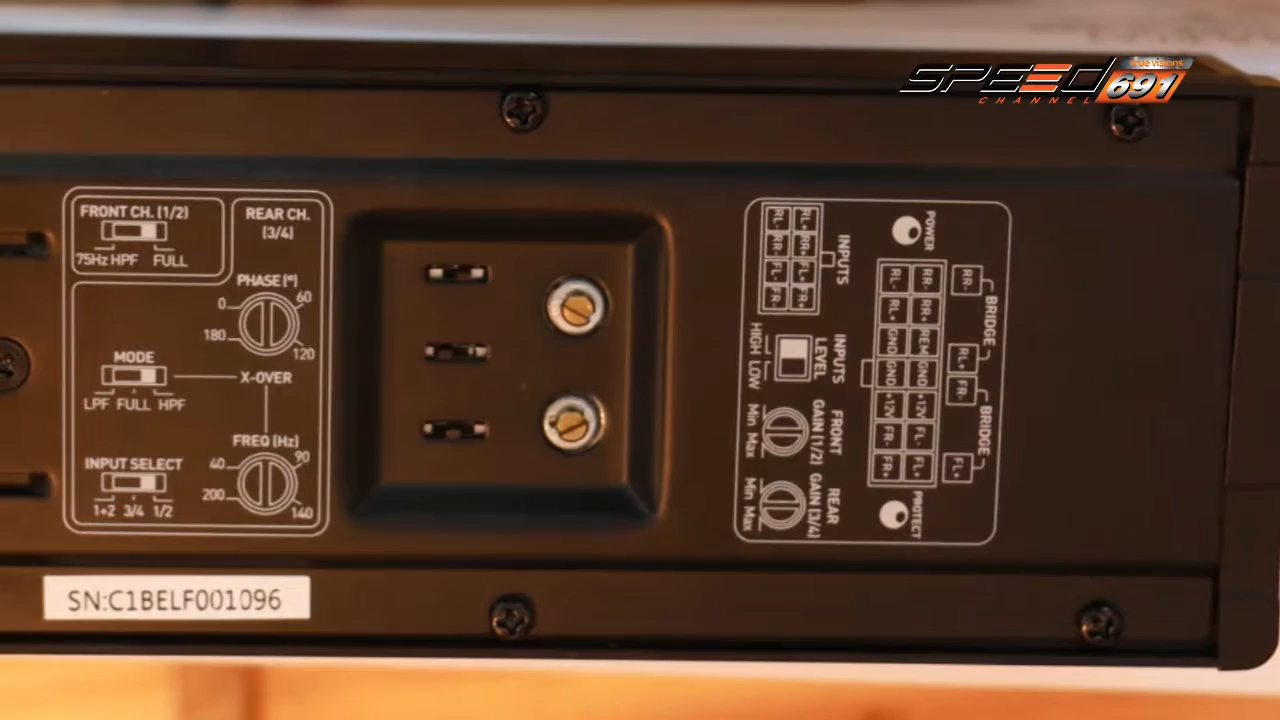 SPEED
CHANNEL
true visions
691
FRONT CH. (1/2)
75Hz HPF FULL
REAR CH.
(3/4)
PHASE (°)
0 60
180 120
MODE
LPF FULL HPF
X-OVER
FREQ (Hz)
40 90
200 140
INPUT SELECT
1+2 3/4 1/2
SN:C1BELF001096
INPUTS
RL+ RR+ FL+ FR+
RL- RR- FL- FR-
INPUTS
LEVEL
HIGH LOW
FRONT
GAIN (1/2)
Min Max
REAR
GAIN (3/4)
Min Max
POWER
BRIDGE
BRIDGE
RR- RL+ FR- FL+
RR- RR+ REM GND +12V FL- FL+
RL- RL+ GND GND +12V FR- FR+
PROTECT